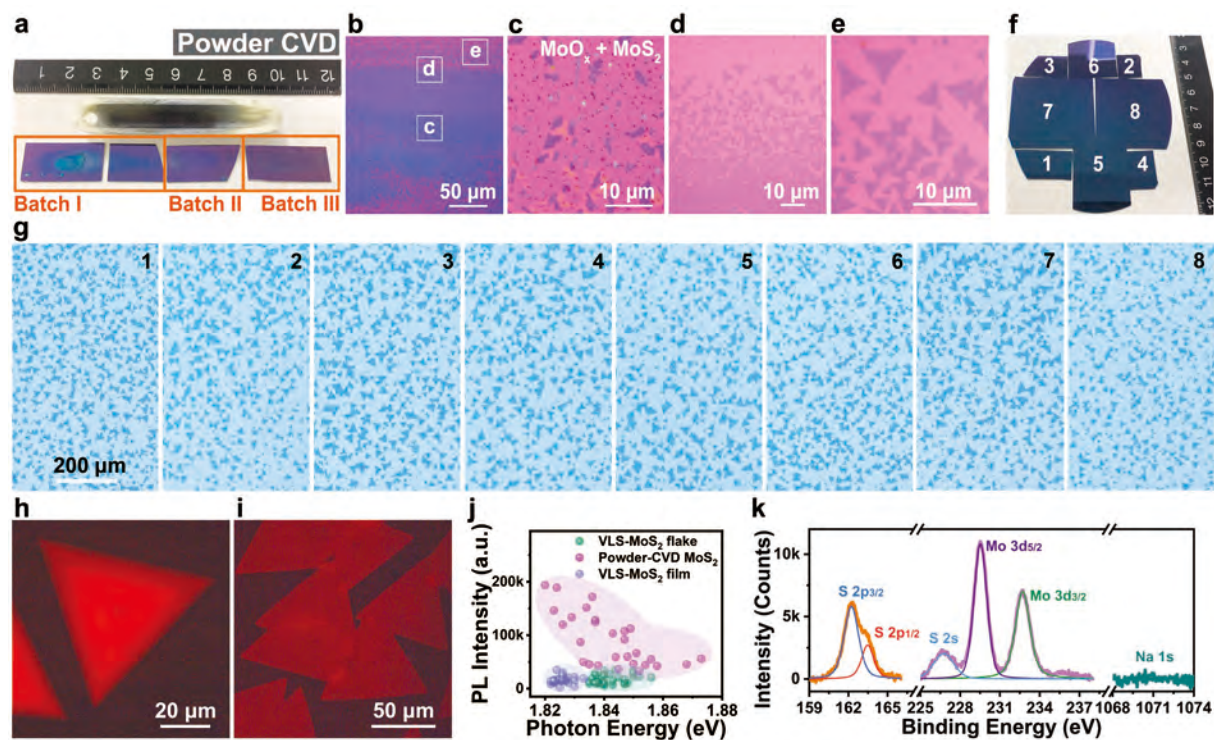 a
Powder CVD
1 2 3 4 5 6 7 8 9 10 11 12
Batch I
Batch II
Batch III
b
e
d
c
50 µm
c
MoOₓ + MoS₂
10 µm
d
10 µm
e
10 µm
f
3 6 2
7 8
1 5 4
g
1 2 3 4 5 6 7 8
200 µm
h
20 µm
i
50 µm
j
VLS-MoS₂ flake
Powder-CVD MoS₂
VLS-MoS₂ film
PL Intensity (a.u.)
200k
100k
0
1.82 1.84 1.86 1.88
Photon Energy (eV)
k
Intensity (Counts)
10k
5k
0
S 2p3/2
S 2p1/2
S 2s
Mo 3d5/2
Mo 3d3/2
Na 1s
159 162 165 225 228 231 234 237 1068 1071 1074
Binding Energy (eV)